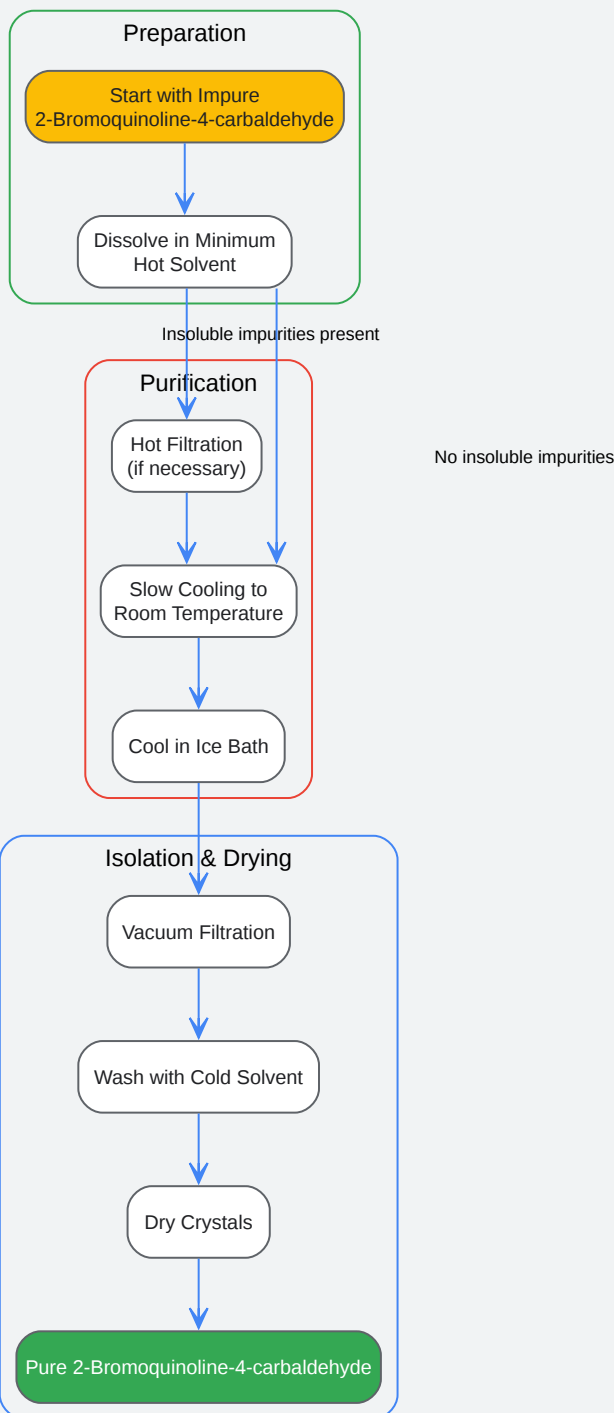 Preparation
Start with Impure
2-Bromoquinoline-4-carbaldehyde
Dissolve in Minimum
Hot Solvent
Insoluble impurities present
Purification
Hot Filtration
(if necessary)
No insoluble impurities
Slow Cooling to
Room Temperature
Cool in Ice Bath
Isolation & Drying
Vacuum Filtration
Wash with Cold Solvent
Dry Crystals
Pure 2-Bromoquinoline-4-carbaldehyde